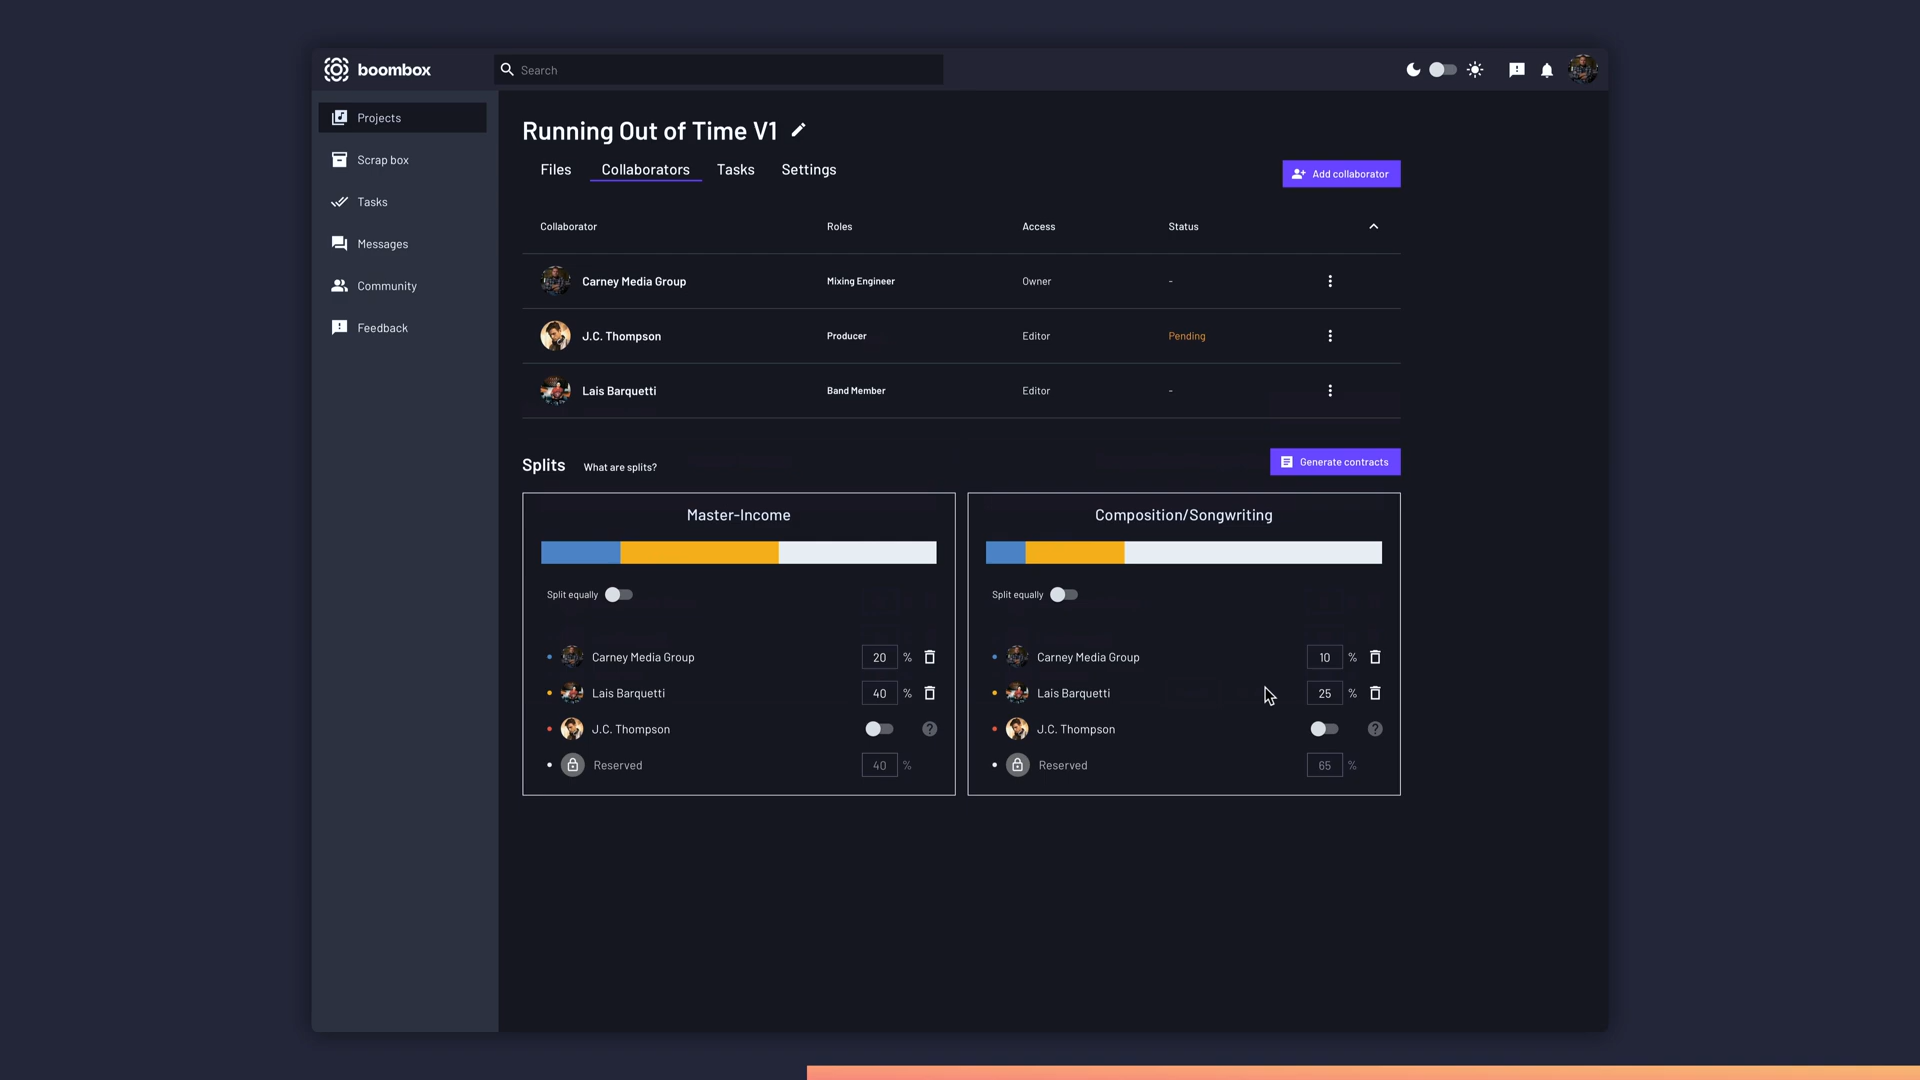 boombox
Search
Projects
Scrap box
Tasks
Messages
Community
Feedback
Running Out of Time V1
Files Collaborators Tasks Settings
Add collaborator
Collaborator Roles Access Status
Carney Media Group Mixing Engineer Owner -
J.C. Thompson Producer Editor Pending
Lais Barquetti Band Member Editor -
Splits What are splits?
Generate contracts
Master-Income
Split equally
Carney Media Group 20 %
Lais Barquetti 40 %
J.C. Thompson ?
Reserved 40 %
Composition/Songwriting
Split equally
Carney Media Group 10 %
Lais Barquetti 25 %
J.C. Thompson ?
Reserved 65 %